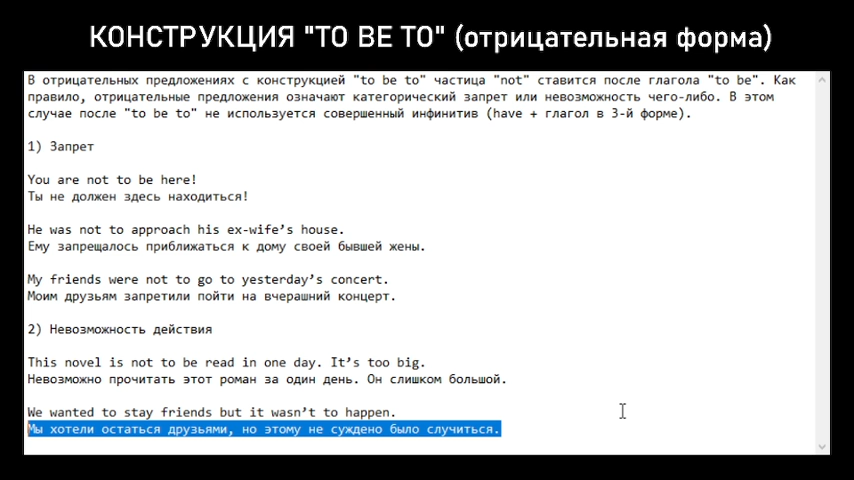 КОНСТРУКЦИЯ "TO BE TO" (отрицательная форма)
В отрицательных предложениях с конструкцией "to be to" частица "not" ставится после глагола "to be". Как
правило, отрицательные предложения означают категорический запрет или невозможность чего-либо. В этом
случае после "to be to" не используется совершенный инфинитив (have + глагол в 3-й форме).
1) Запрет
You are not to be here!
Ты не должен здесь находиться!
He was not to approach his ex-wife’s house.
Ему запрещалось приближаться к дому своей бывшей жены.
My friends were not to go to yesterday’s concert.
Моим друзьям запретили пойти на вчерашний концерт.
2) Невозможность действия
This novel is not to be read in one day. It’s too big.
Невозможно прочитать этот роман за один день. Он слишком большой.
We wanted to stay friends but it wasn’t to happen.
Мы хотели остаться друзьями, но этому не суждено было случиться.